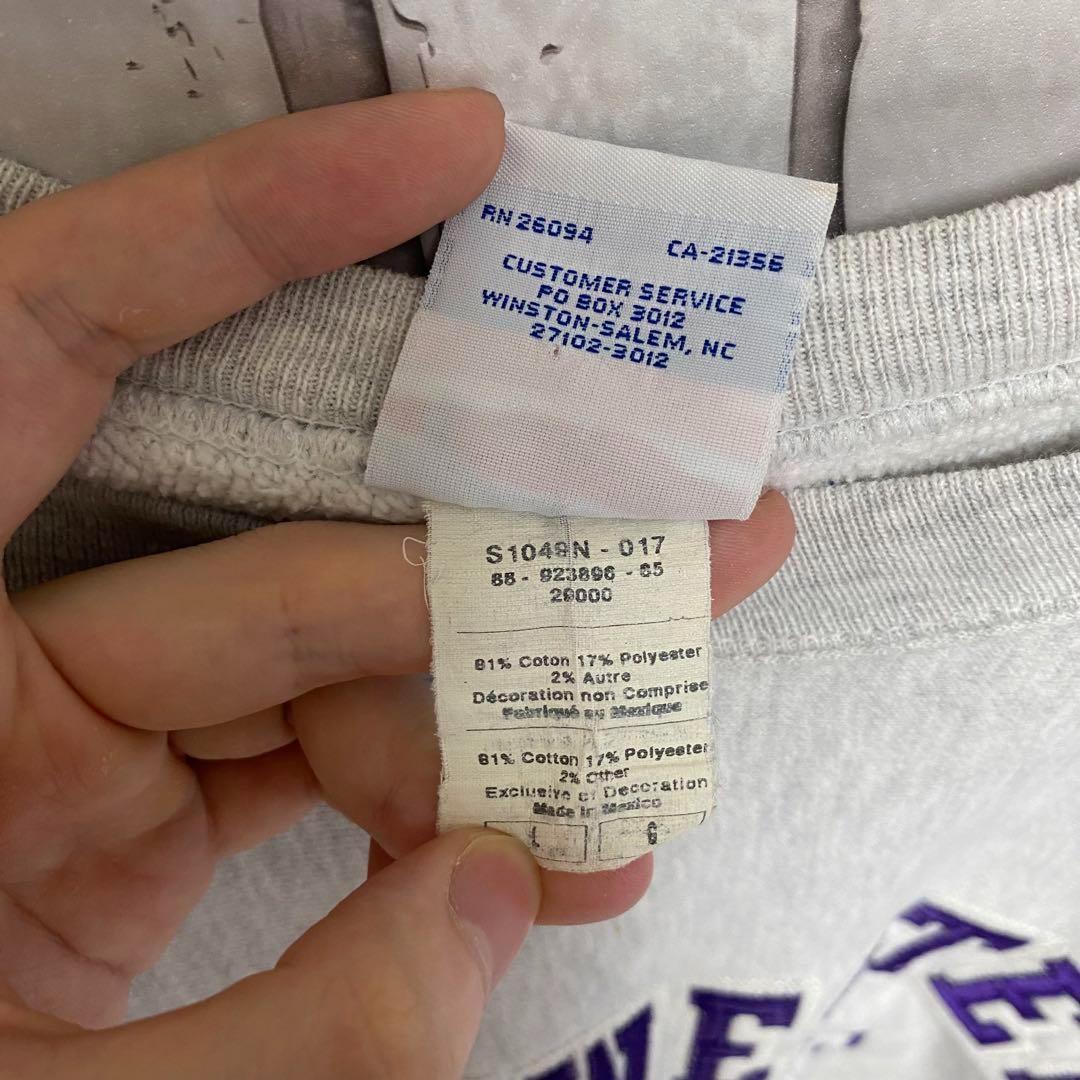 RN 26094 CA-21356
CUSTOMER SERVICE
PO BOX 3012
WINSTON-SALEM, NC
27102-3012
S1049N - 017
88 - 923896 - 65
26000
81% Coton 17% Polyester
2% Autre
Décoration non Comprise
Fabriqué au Mexique
81% Cotton 17% Polyester
2% Other
Exclusive of Decoration
Made in Mexico
L G